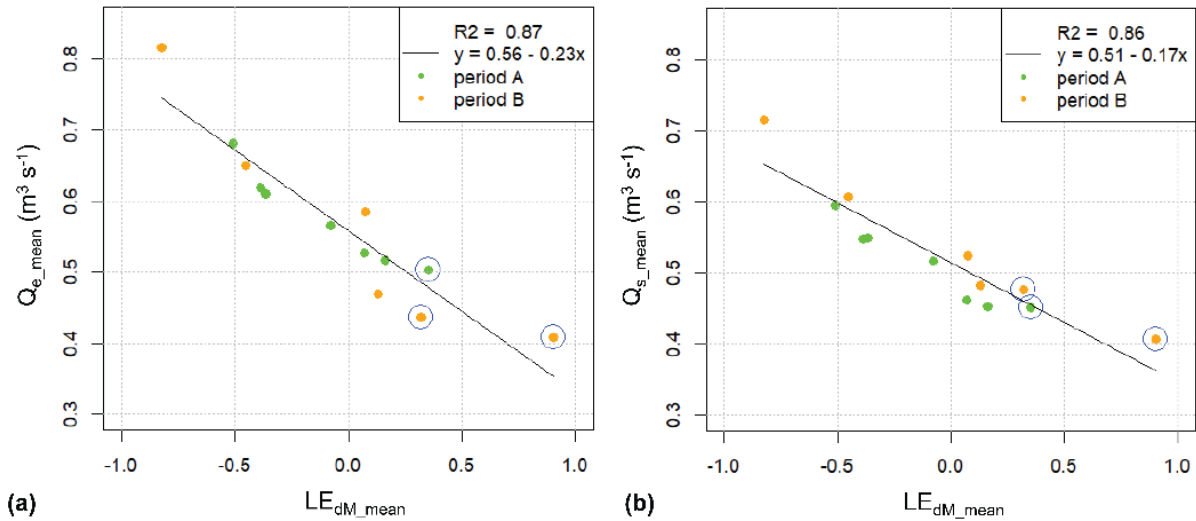 R2 = 0.87
y = 0.56 - 0.23x
period A
period B
0.8
0.7
0.6
0.5
0.4
0.3
Qe_mean (m³ s⁻¹)
-1.0 -0.5 0.0 0.5 1.0
(a) LEdM_mean
R2 = 0.86
y = 0.51 - 0.17x
period A
period B
0.8
0.7
0.6
0.5
0.4
0.3
Qs_mean (m³ s⁻¹)
-1.0 -0.5 0.0 0.5 1.0
(b) LEdM_mean